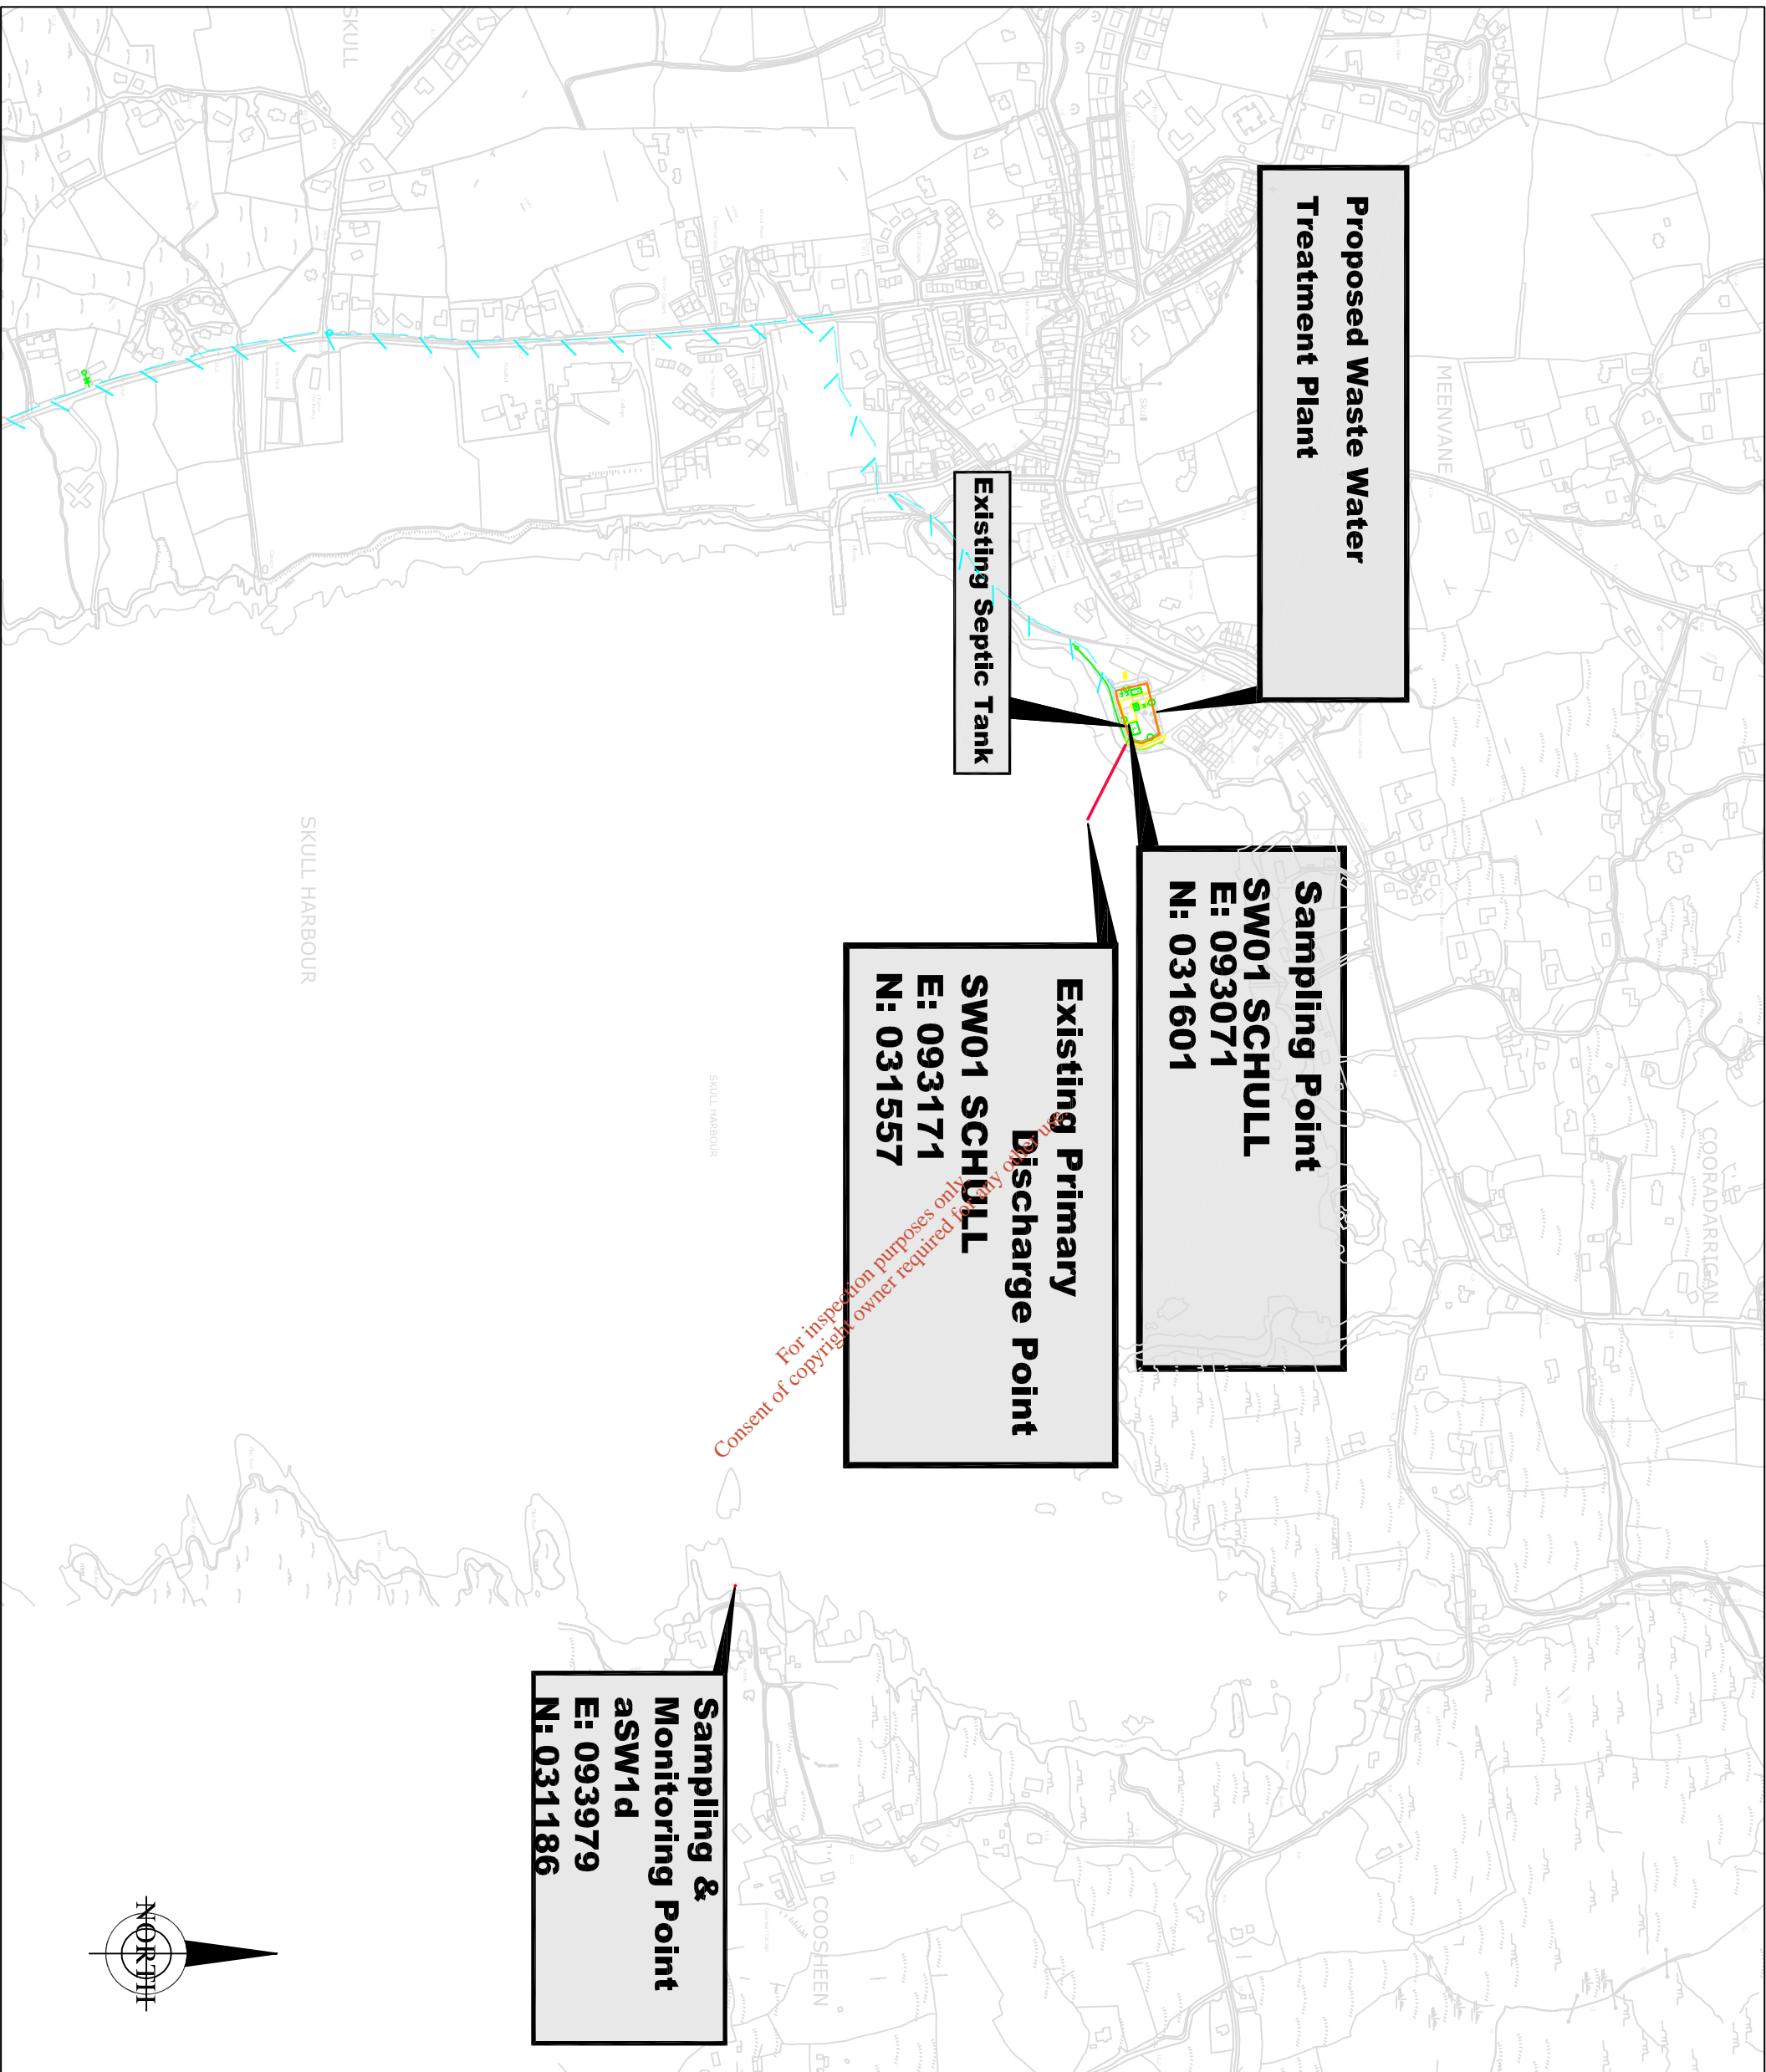 SKULL
MEENVANE
Proposed Waste Water
Treatment Plant
Existing Septic Tank
Skull
Sampling Point
SW01 SCHULL
E: 093071
N: 031601
Existing Primary
Discharge Point
SW01 SCHULL
E: 093171
N: 031557
SKULL HARBOUR
SKULL HARBOUR
COORADARRIGAN
For inspection purposes only.
Consent of copyright owner required for any other use.
Sampling &
Monitoring Point
aSW1d
E: 093979
N: 031186
COOSHEEN
NORTH